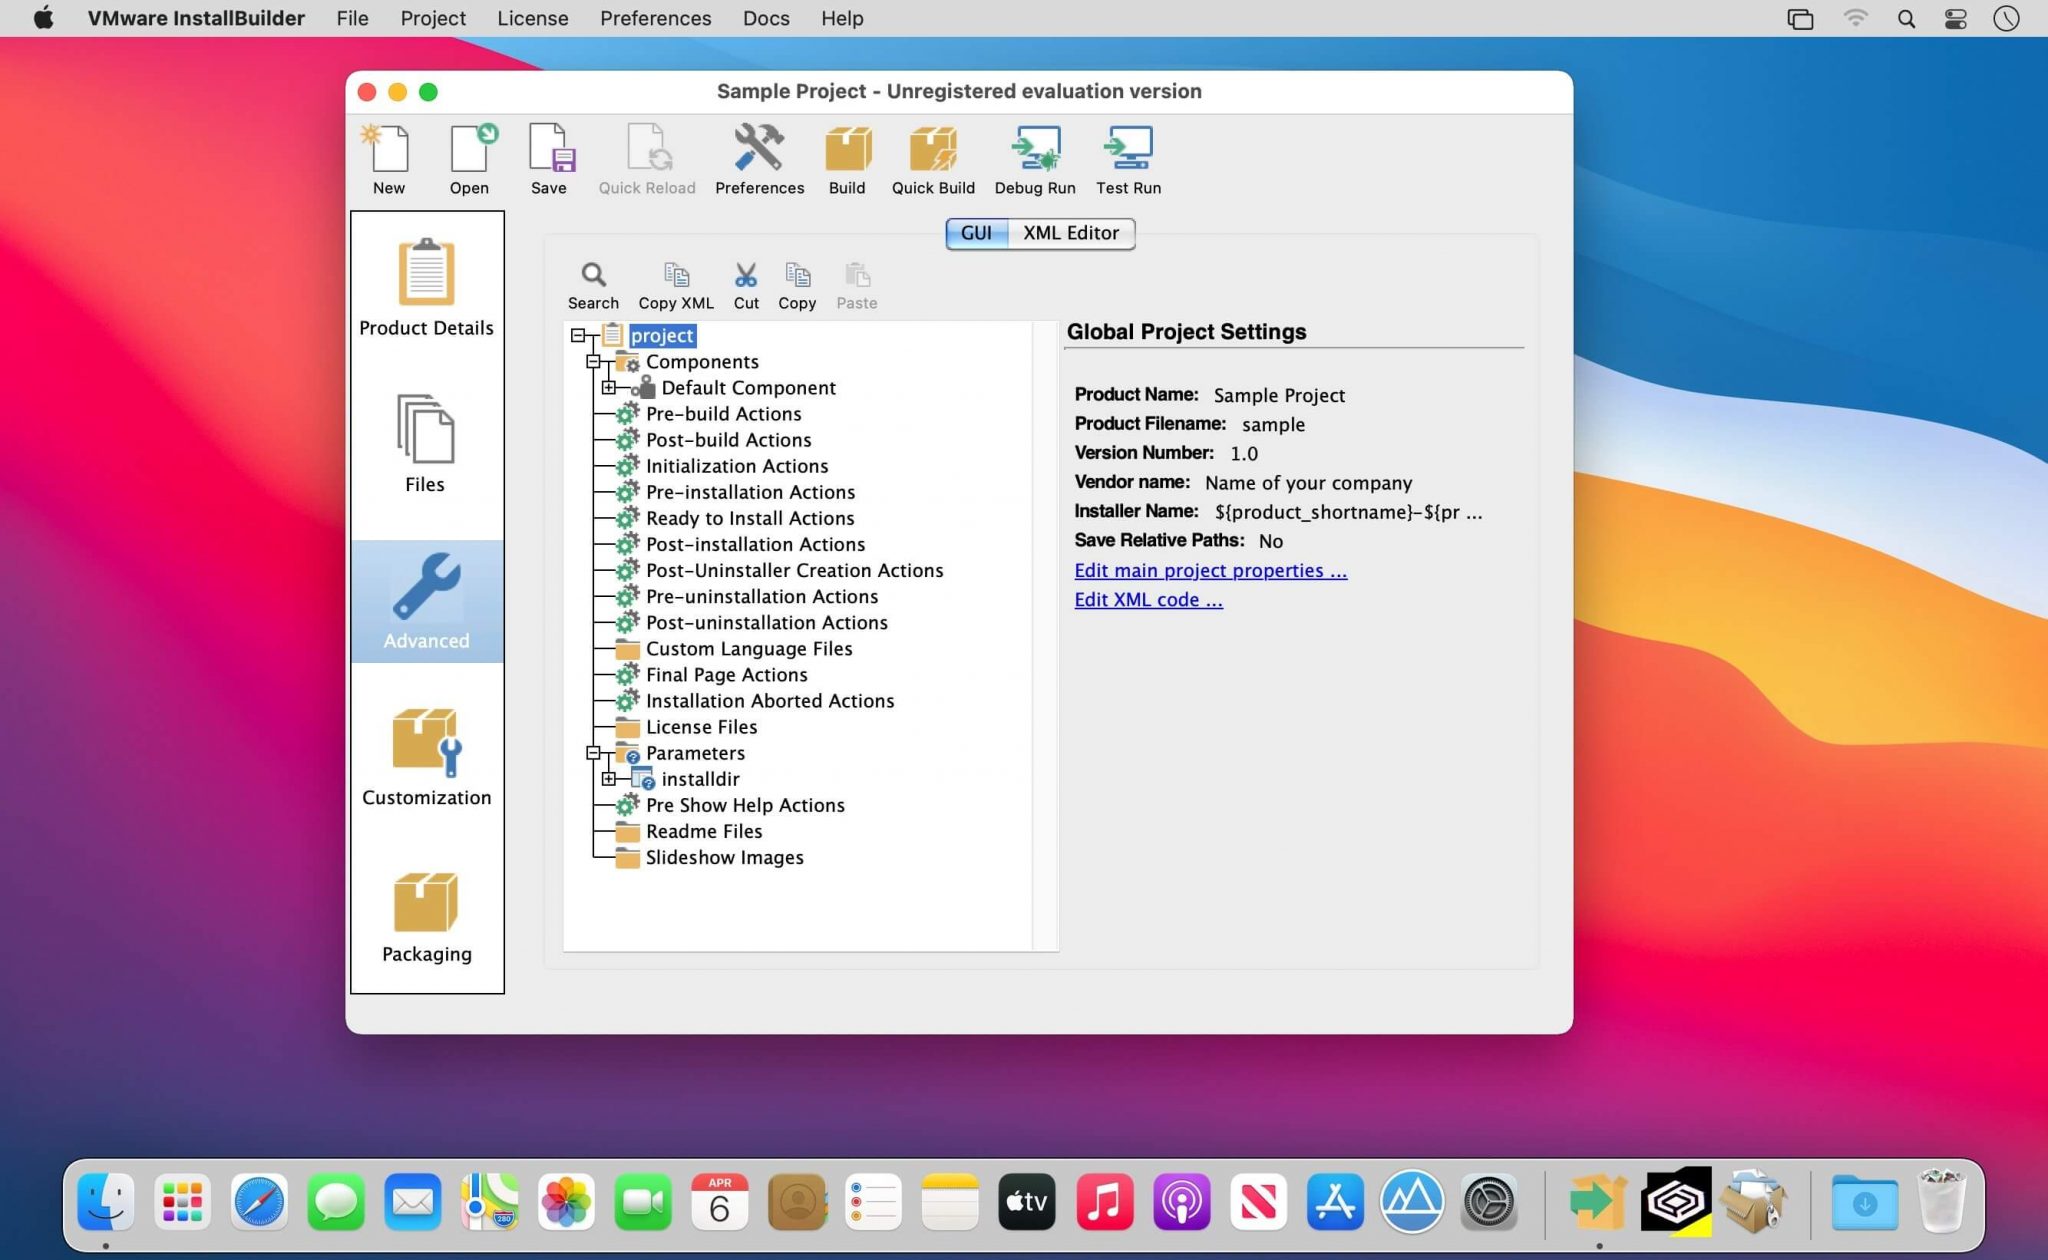 VMware InstallBuilder File Project License Preferences Docs Help
Sample Project - Unregistered evaluation version
New Open Save Quick Reload Preferences Build Quick Build Debug Run Test Run
GUI XML Editor
Search Copy XML Cut Copy Paste
Product Details
Files
Advanced
Customization
Packaging
project
Components
Default Component
Pre-build Actions
Post-build Actions
Initialization Actions
Pre-installation Actions
Ready to Install Actions
Post-installation Actions
Post-Uninstaller Creation Actions
Pre-uninstallation Actions
Post-uninstallation Actions
Custom Language Files
Final Page Actions
Installation Aborted Actions
License Files
Parameters
installdir
Pre Show Help Actions
Readme Files
Slideshow Images
Global Project Settings
Product Name: Sample Project
Product Filename: sample
Version Number: 1.0
Vendor name: Name of your company
Installer Name: ${product_shortname}-${pr ...
Save Relative Paths: No
Edit main project properties ...
Edit XML code ...
280
APR
6
tv